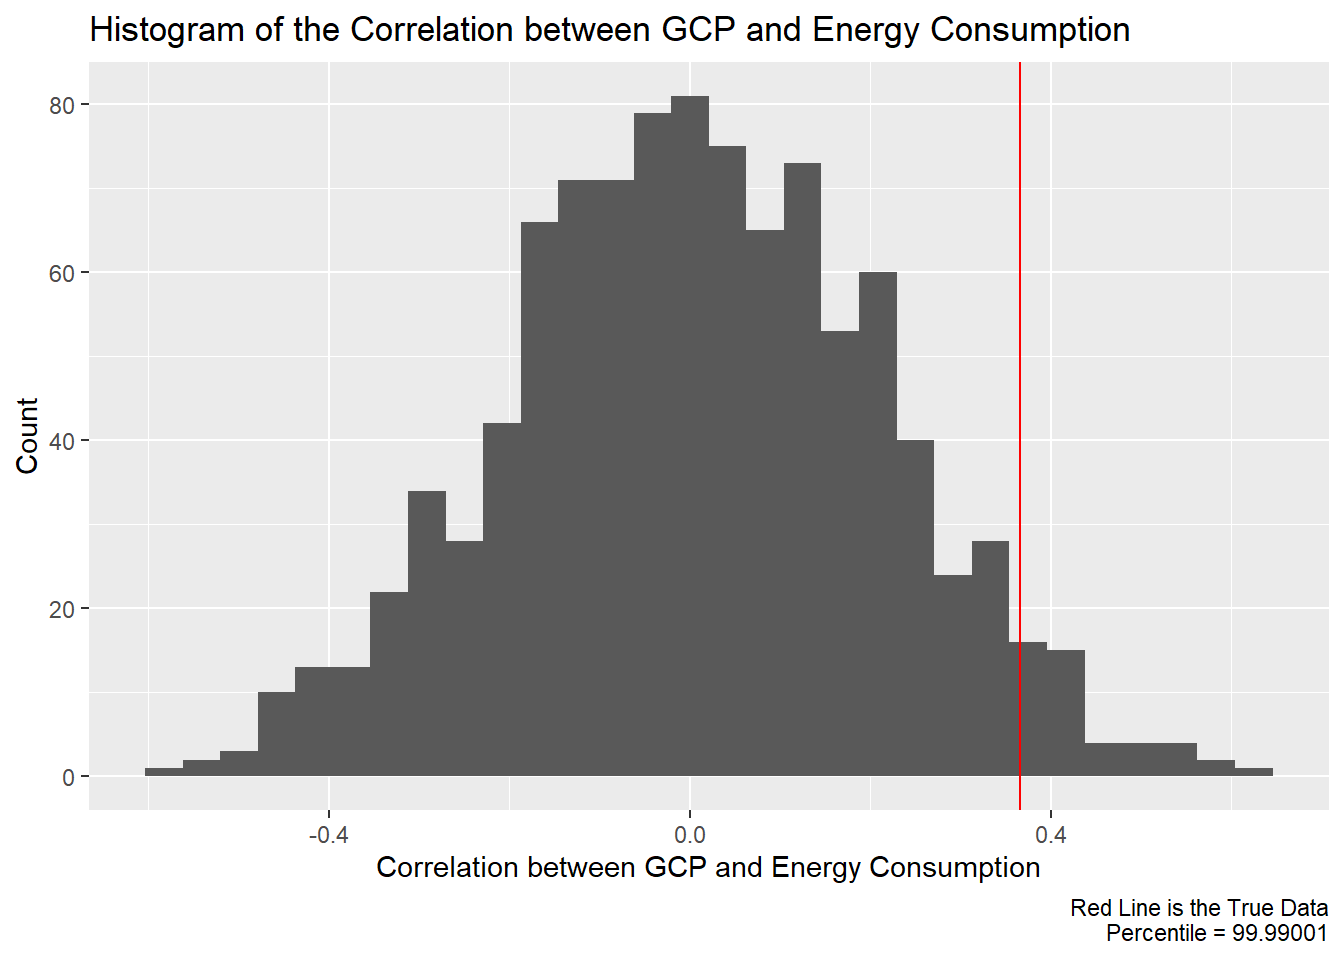 Histogram of the Correlation between GCP and Energy Consumption
80
60
40
20
0
Count
-0.4 0.0 0.4
Correlation between GCP and Energy Consumption
Red Line is the True Data
Percentile = 99.99001